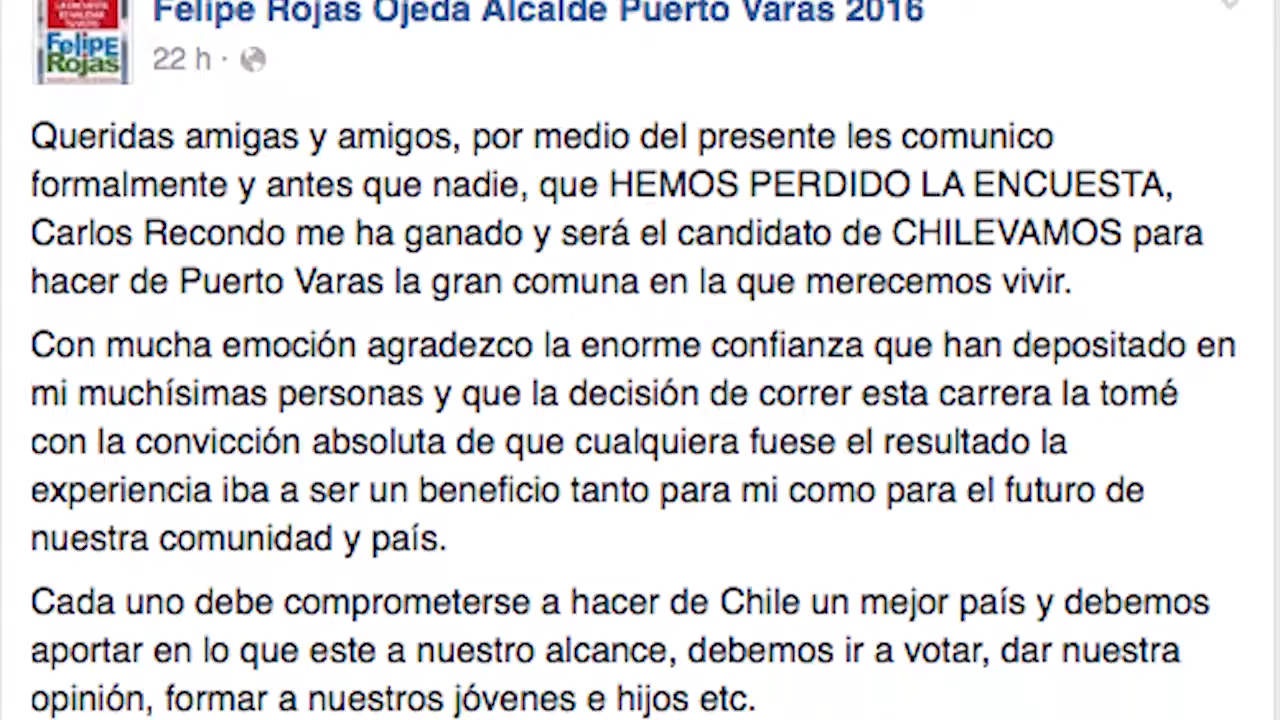 Felipe Rojas Ojeda Alcalde Puerto Varas 2016
FelipE
Rojas
22 h ·
Queridas amigas y amigos, por medio del presente les comunico
formalmente y antes que nadie, que HEMOS PERDIDO LA ENCUESTA,
Carlos Recondo me ha ganado y será el candidato de CHILEVAMOS para
hacer de Puerto Varas la gran comuna en la que merecemos vivir.
Con mucha emoción agradezco la enorme confianza que han depositado en
mi muchísimas personas y que la decisión de correr esta carrera la tomé
con la convicción absoluta de que cualquiera fuese el resultado la
experiencia iba a ser un beneficio tanto para mi como para el futuro de
nuestra comunidad y país.
Cada uno debe comprometerse a hacer de Chile un mejor país y debemos
aportar en lo que este a nuestro alcance, debemos ir a votar, dar nuestra
opinión, formar a nuestros jóvenes e hijos etc.